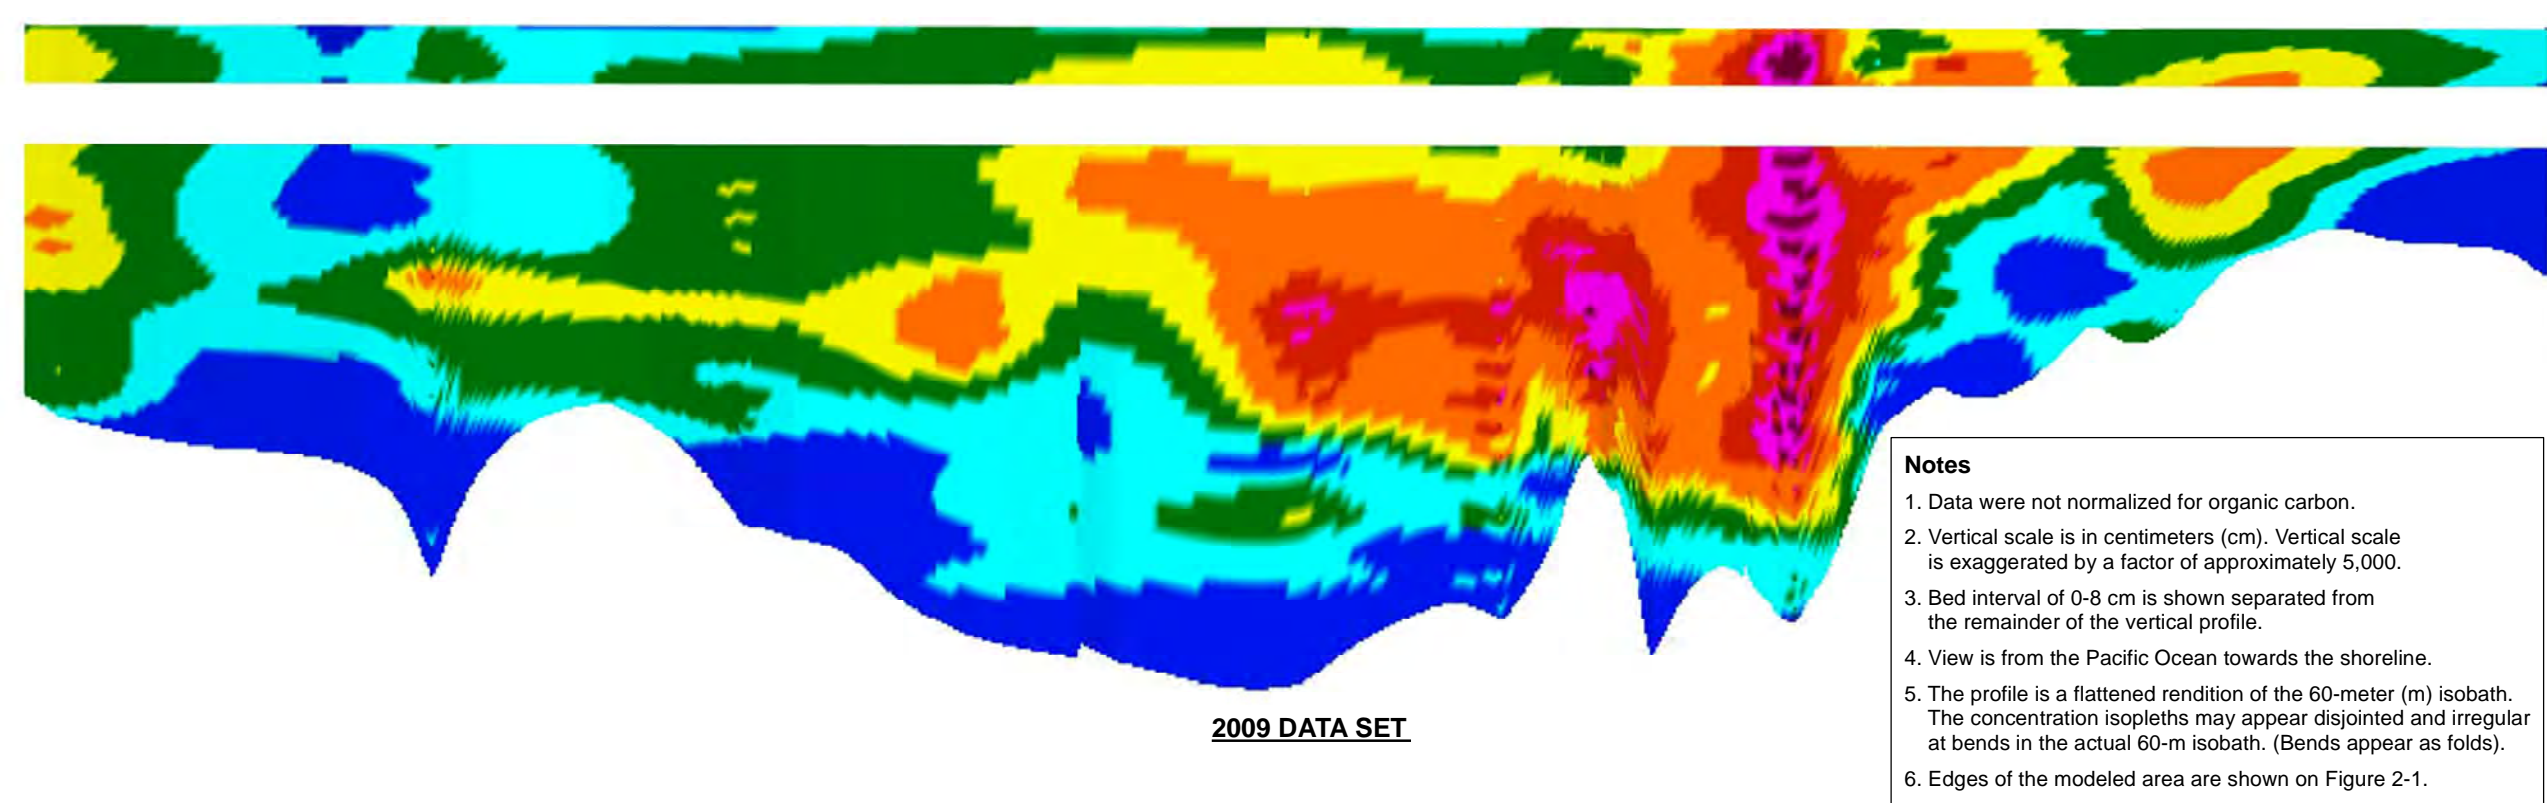 2009 DATA SET
Notes
1. Data were not normalized for organic carbon.
2. Vertical scale is in centimeters (cm). Vertical scale
is exaggerated by a factor of approximately 5,000.
3. Bed interval of 0-8 cm is shown separated from
the remainder of the vertical profile.
4. View is from the Pacific Ocean towards the shoreline.
5. The profile is a flattened rendition of the 60-meter (m) isobath.
The concentration isopleths may appear disjointed and irregular
at bends in the actual 60-m isobath. (Bends appear as folds).
6. Edges of the modeled area are shown on Figure 2-1.